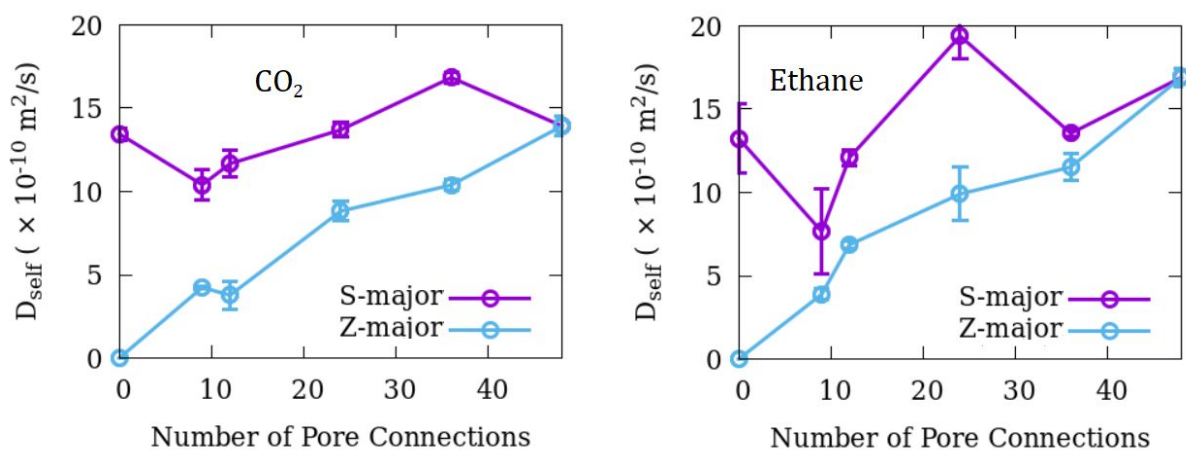 20
15
10
5
0
D_self ( × 10^-10 m^2/s)
CO₂
S-major
Z-major
0 10 20 30 40
Number of Pore Connections
20
15
10
5
0
D_self ( × 10^-10 m^2/s)
Ethane
S-major
Z-major
0 10 20 30 40
Number of Pore Connections